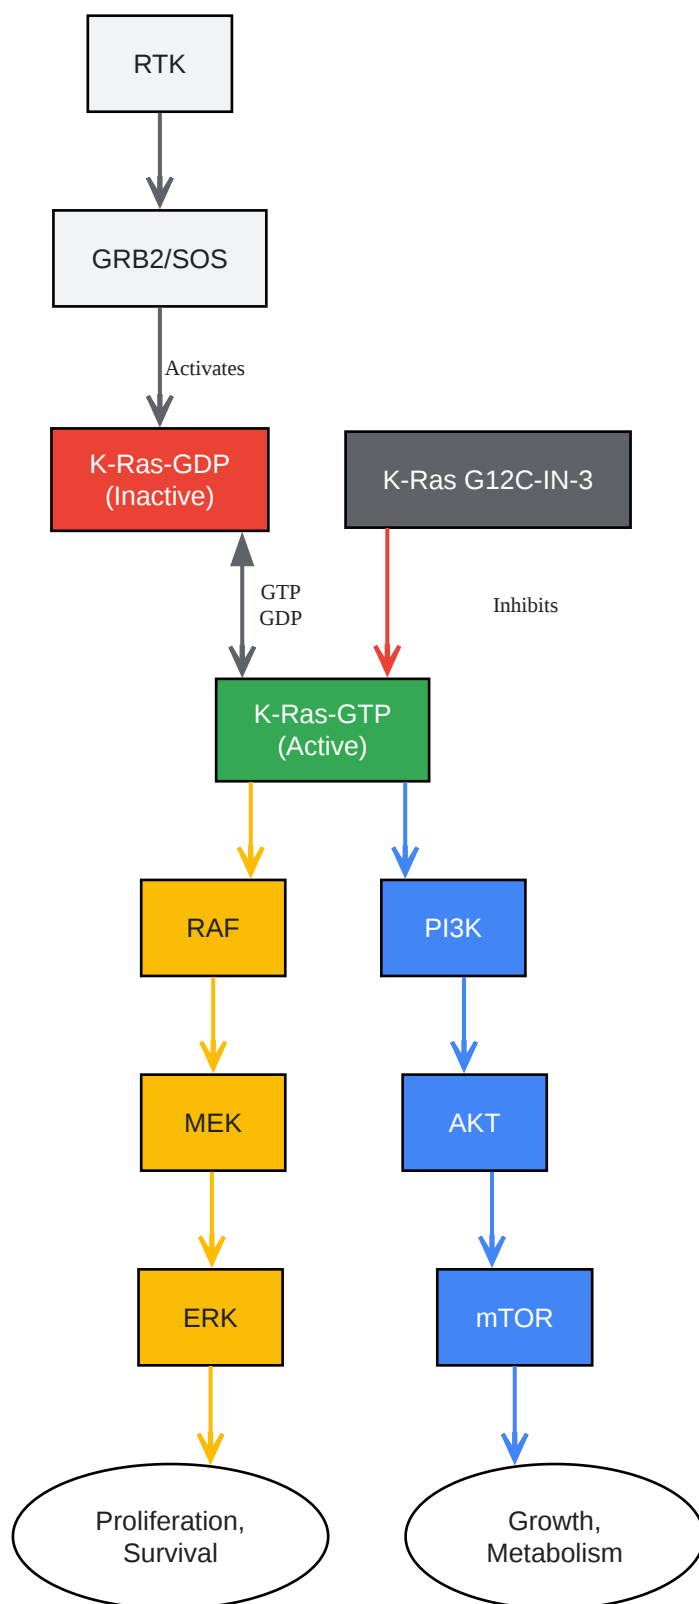 RTK
GRB2/SOS
Activates
K-Ras-GDP
(Inactive)
K-Ras G12C-IN-3
GTP
GDP
Inhibits
K-Ras-GTP
(Active)
RAF
PI3K
MEK
AKT
ERK
mTOR
Proliferation,
Survival
Growth,
Metabolism